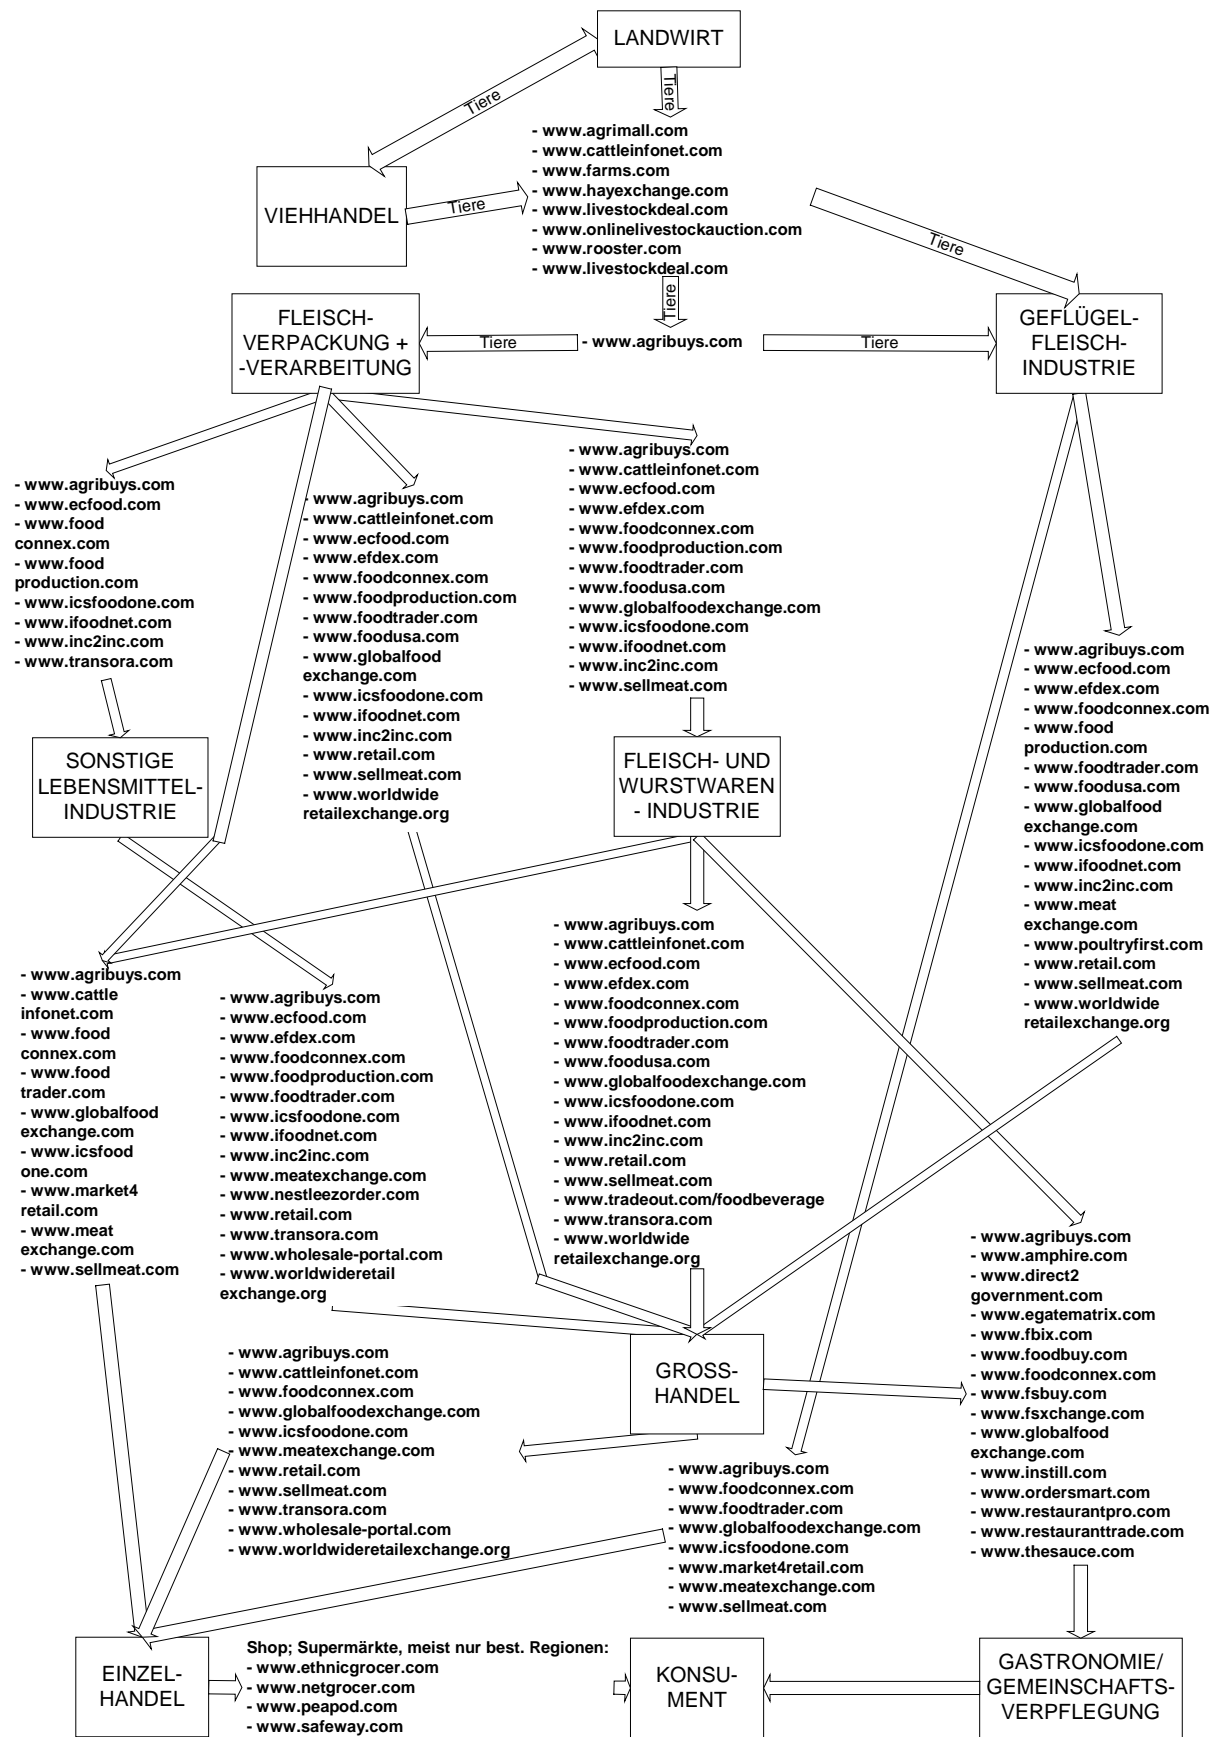 LANDWIRT
Tiere
Tiere
- www.agrimall.com
- www.cattleinfonet.com
- www.farms.com
- www.hayexchange.com
- www.livestockdeal.com
- www.onlinelivestockauction.com
- www.rooster.com
- www.livestockdeal.com
VIEHHANDEL
Tiere
Tiere
Tiere
FLEISCH-
VERPACKUNG +
-VERARBEITUNG
Tiere
- www.agribuys.com
Tiere
GEFLÜGEL-
FLEISCH-
INDUSTRIE
- www.agribuys.com
- www.ecfood.com
- www.food
connex.com
- www.food
production.com
- www.icsfoodone.com
- www.ifoodnet.com
- www.inc2inc.com
- www.transora.com
- www.agribuys.com
- www.cattleinfonet.com
- www.ecfood.com
- www.efdex.com
- www.foodconnex.com
- www.foodproduction.com
- www.foodtrader.com
- www.foodusa.com
- www.globalfood
exchange.com
- www.icsfoodone.com
- www.ifoodnet.com
- www.inc2inc.com
- www.retail.com
- www.sellmeat.com
- www.worldwide
retailexchange.org
- www.agribuys.com
- www.cattleinfonet.com
- www.ecfood.com
- www.efdex.com
- www.foodconnex.com
- www.foodproduction.com
- www.foodtrader.com
- www.foodusa.com
- www.globalfoodexchange.com
- www.icsfoodone.com
- www.ifoodnet.com
- www.inc2inc.com
- www.sellmeat.com
- www.agribuys.com
- www.ecfood.com
- www.efdex.com
- www.foodconnex.com
- www.food
production.com
- www.foodtrader.com
- www.foodusa.com
- www.globalfood
exchange.com
- www.icsfoodone.com
- www.ifoodnet.com
- www.inc2inc.com
- www.meat
exchange.com
- www.poultryfirst.com
- www.retail.com
- www.sellmeat.com
- www.worldwide
retailexchange.org
SONSTIGE
LEBENSMITTEL-
INDUSTRIE
FLEISCH- UND
WURSTWAREN
- INDUSTRIE
- www.agribuys.com
- www.cattle
infonet.com
- www.food
connex.com
- www.food
trader.com
- www.globalfood
exchange.com
- www.icsfood
one.com
- www.market4
retail.com
- www.meat
exchange.com
- www.sellmeat.com
- www.agribuys.com
- www.ecfood.com
- www.efdex.com
- www.foodconnex.com
- www.foodproduction.com
- www.foodtrader.com
- www.icsfoodone.com
- www.ifoodnet.com
- www.inc2inc.com
- www.meatexchange.com
- www.nestleezorder.com
- www.retail.com
- www.transora.com
- www.wholesale-portal.com
- www.worldwideretail
exchange.org
- www.agribuys.com
- www.cattleinfonet.com
- www.ecfood.com
- www.efdex.com
- www.foodconnex.com
- www.foodproduction.com
- www.foodtrader.com
- www.foodusa.com
- www.globalfoodexchange.com
- www.icsfoodone.com
- www.ifoodnet.com
- www.inc2inc.com
- www.retail.com
- www.sellmeat.com
- www.tradeout.com/foodbeverage
- www.transora.com
- www.worldwide
retailexchange.org
- www.agribuys.com
- www.amphire.com
- www.direct2
government.com
- www.egatematrix.com
- www.fbix.com
- www.foodbuy.com
- www.foodconnex.com
- www.fsbuy.com
- www.fsxchange.com
- www.globalfood
exchange.com
- www.instill.com
- www.ordersmart.com
- www.restaurantpro.com
- www.restauranttrade.com
- www.thesauce.com
- www.agribuys.com
- www.cattleinfonet.com
- www.foodconnex.com
- www.globalfoodexchange.com
- www.icsfoodone.com
- www.meatexchange.com
- www.retail.com
- www.sellmeat.com
- www.transora.com
- www.wholesale-portal.com
- www.worldwideretailexchange.org
GROSS-
HANDEL
- www.agribuys.com
- www.foodconnex.com
- www.foodtrader.com
- www.globalfoodexchange.com
- www.icsfoodone.com
- www.market4retail.com
- www.meatexchange.com
- www.sellmeat.com
EINZEL-
HANDEL
Shop; Supermärkte, meist nur best. Regionen:
- www.ethnicgrocer.com
- www.netgrocer.com
- www.peapod.com
- www.safeway.com
KONSU-
MENT
GASTRONOMIE/
GEMEINSCHAFTS-
VERPFLEGUNG